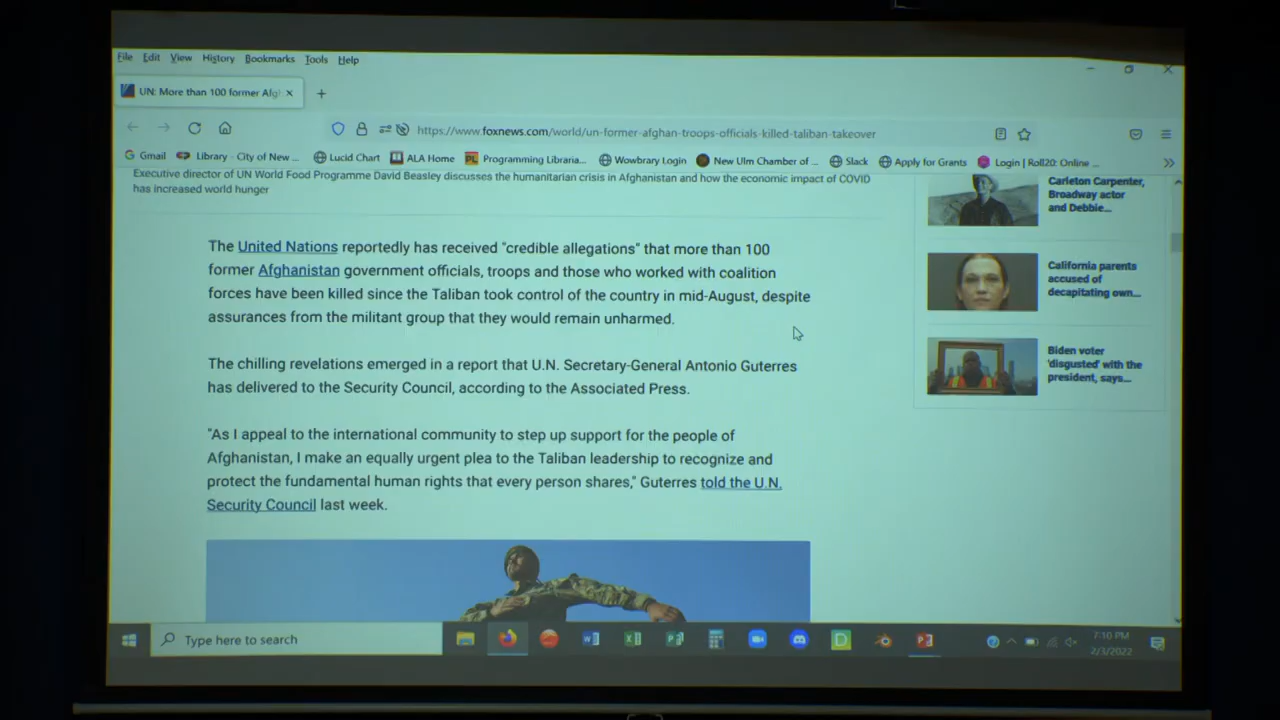 File Edit View History Bookmarks Tools Help
UN: More than 100 former Afg
https://www.foxnews.com/world/un-former-afghan-troops-officials-killed-taliban-takeover
Gmail Library - City of New ... Lucid Chart ALA Home Programming Libraria... Wowbrary Login New Ulm Chamber of ... Slack Apply for Grants Login | Roll20: Online ...
Executive director of UN World Food Programme David Beasley discusses the humanitarian crisis in Afghanistan and how the economic impact of COVID
has increased world hunger
The United Nations reportedly has received "credible allegations" that more than 100
former Afghanistan government officials, troops and those who worked with coalition
forces have been killed since the Taliban took control of the country in mid-August, despite
assurances from the militant group that they would remain unharmed.
The chilling revelations emerged in a report that U.N. Secretary-General Antonio Guterres
has delivered to the Security Council, according to the Associated Press.
"As I appeal to the international community to step up support for the people of
Afghanistan, I make an equally urgent plea to the Taliban leadership to recognize and
protect the fundamental human rights that every person shares," Guterres told the U.N.
Security Council last week.
Carleton Carpenter,
Broadway actor
and Debbie...
California parents
accused of
decapitating own...
Biden voter
'disgusted' with the
president, says...
Type here to search
7:10 PM
2/3/2022